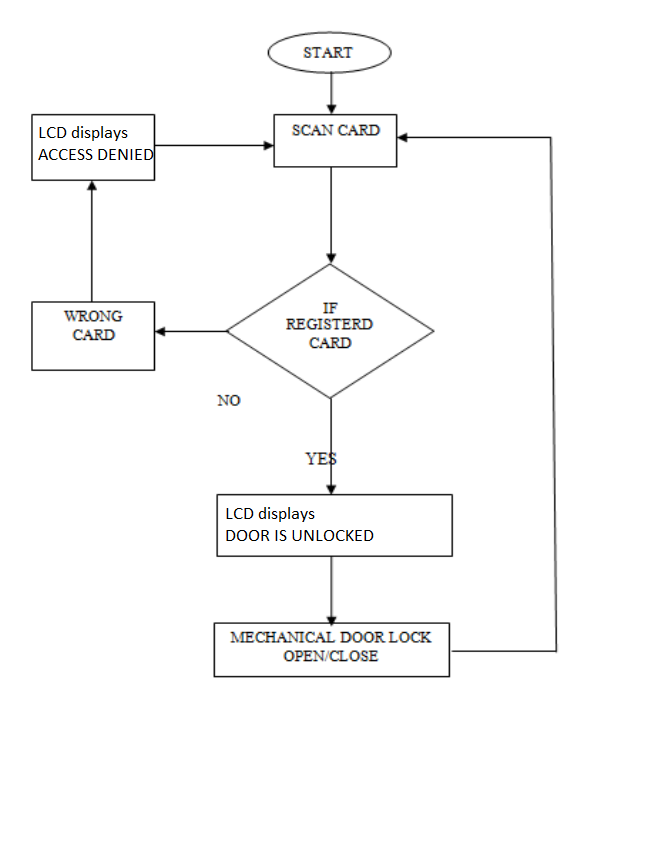 START
LCD displays
ACCESS DENIED
SCAN CARD
WRONG
CARD
IF
REGISTERD
CARD
NO
YES
LCD displays
DOOR IS UNLOCKED
MECHANICAL DOOR LOCK
OPEN/CLOSE